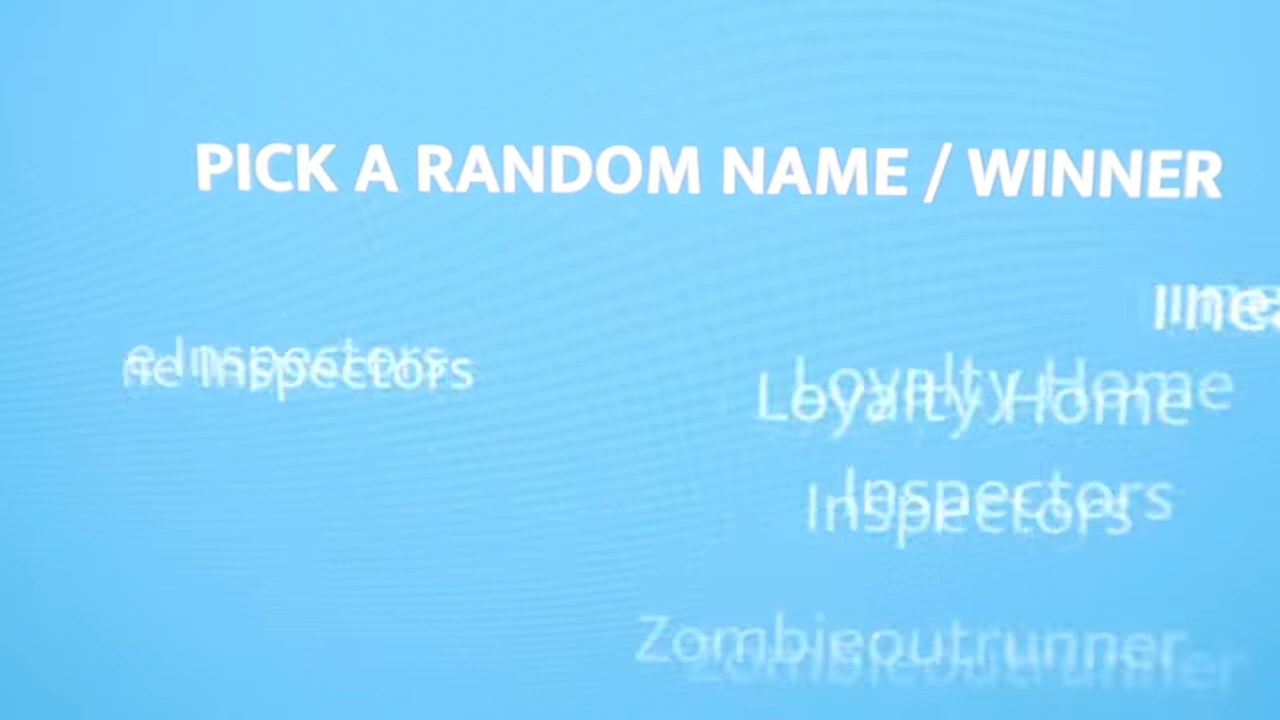 PICK A RANDOM NAME / WINNER
Inspectors
Loyalty Home
Inspectors
Zombieoutrunner